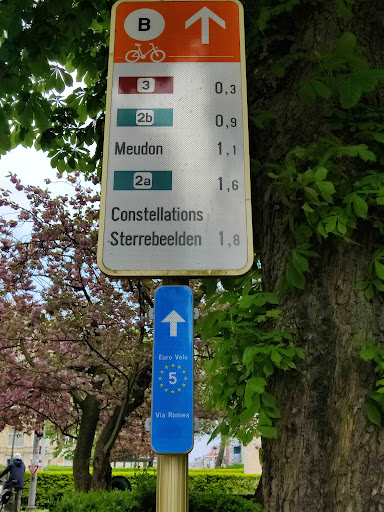 B
3 0,3
2b 0,9
Meudon 1,1
2a 1,6
Constellations
Sterrebeelden 1,8
Euro Velo
5
Via Romea